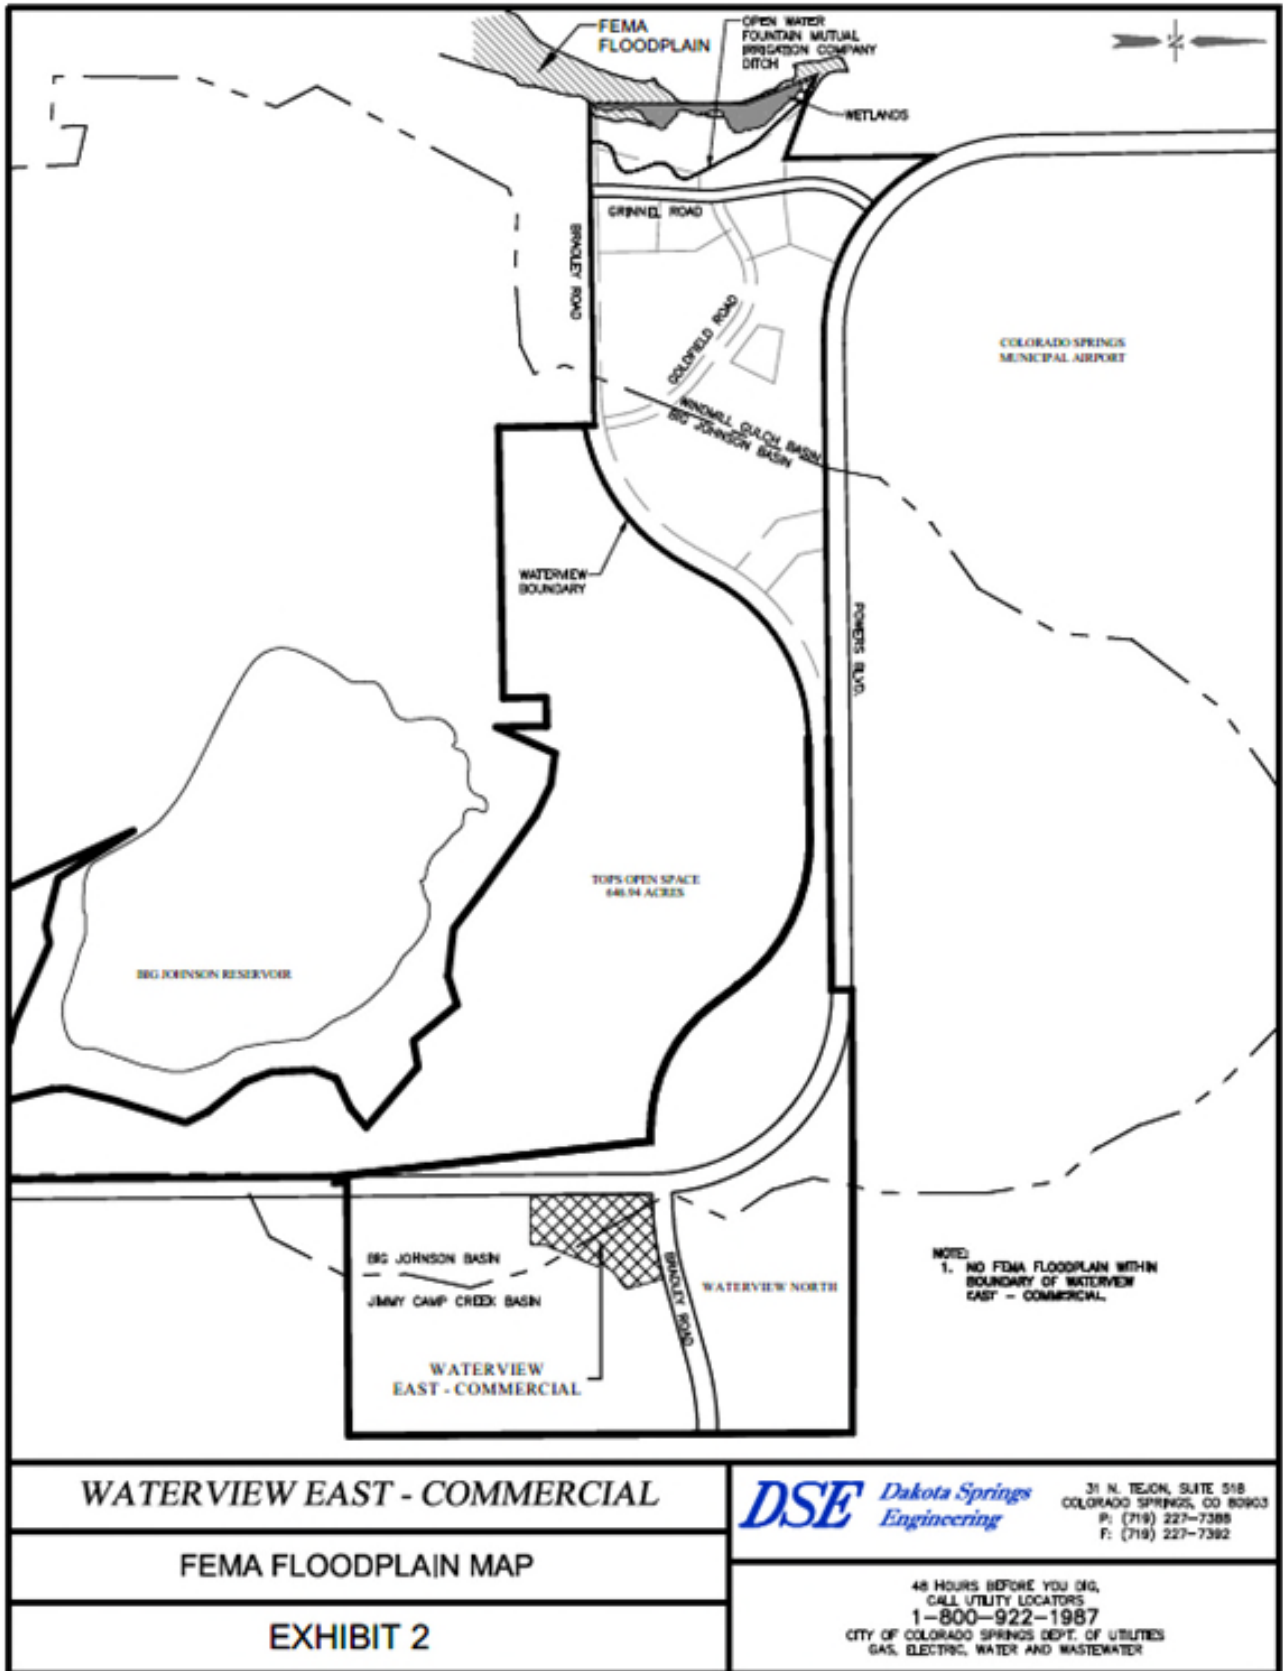 FEMA
FLOODPLAIN
OPEN WATER
FOUNTAIN MUTUAL
IRRIGATION COMPANY
DITCH
N
WETLANDS
GRINNEL ROAD
BRADLEY ROAD
GOLDFIELD ROAD
COLORADO SPRINGS
MUNICIPAL AIRPORT
WINDMILL GULCH BASIN
BIG JOHNSON BASIN
WATERVIEW
BOUNDARY
POWERS BLVD.
TOPS OPEN SPACE
646.94 ACRES
BIG JOHNSON RESERVOIR
BIG JOHNSON BASIN
JIMMY CAMP CREEK BASIN
BRADLEY ROAD
WATERVIEW NORTH
NOTE:
1. NO FEMA FLOODPLAIN WITHIN
BOUNDARY OF WATERVIEW
EAST - COMMERCIAL.
WATERVIEW
EAST - COMMERCIAL
WATERVIEW EAST - COMMERCIAL
FEMA FLOODPLAIN MAP
EXHIBIT 2
DSE Dakota Springs
Engineering
31 N. TEJON, SUITE 518
COLORADO SPRINGS, CO 80903
P: (719) 227-7388
F: (719) 227-7392
48 HOURS BEFORE YOU DIG,
CALL UTILITY LOCATORS
1-800-922-1987
CITY OF COLORADO SPRINGS DEPT. OF UTILITIES
GAS, ELECTRIC, WATER AND WASTEWATER